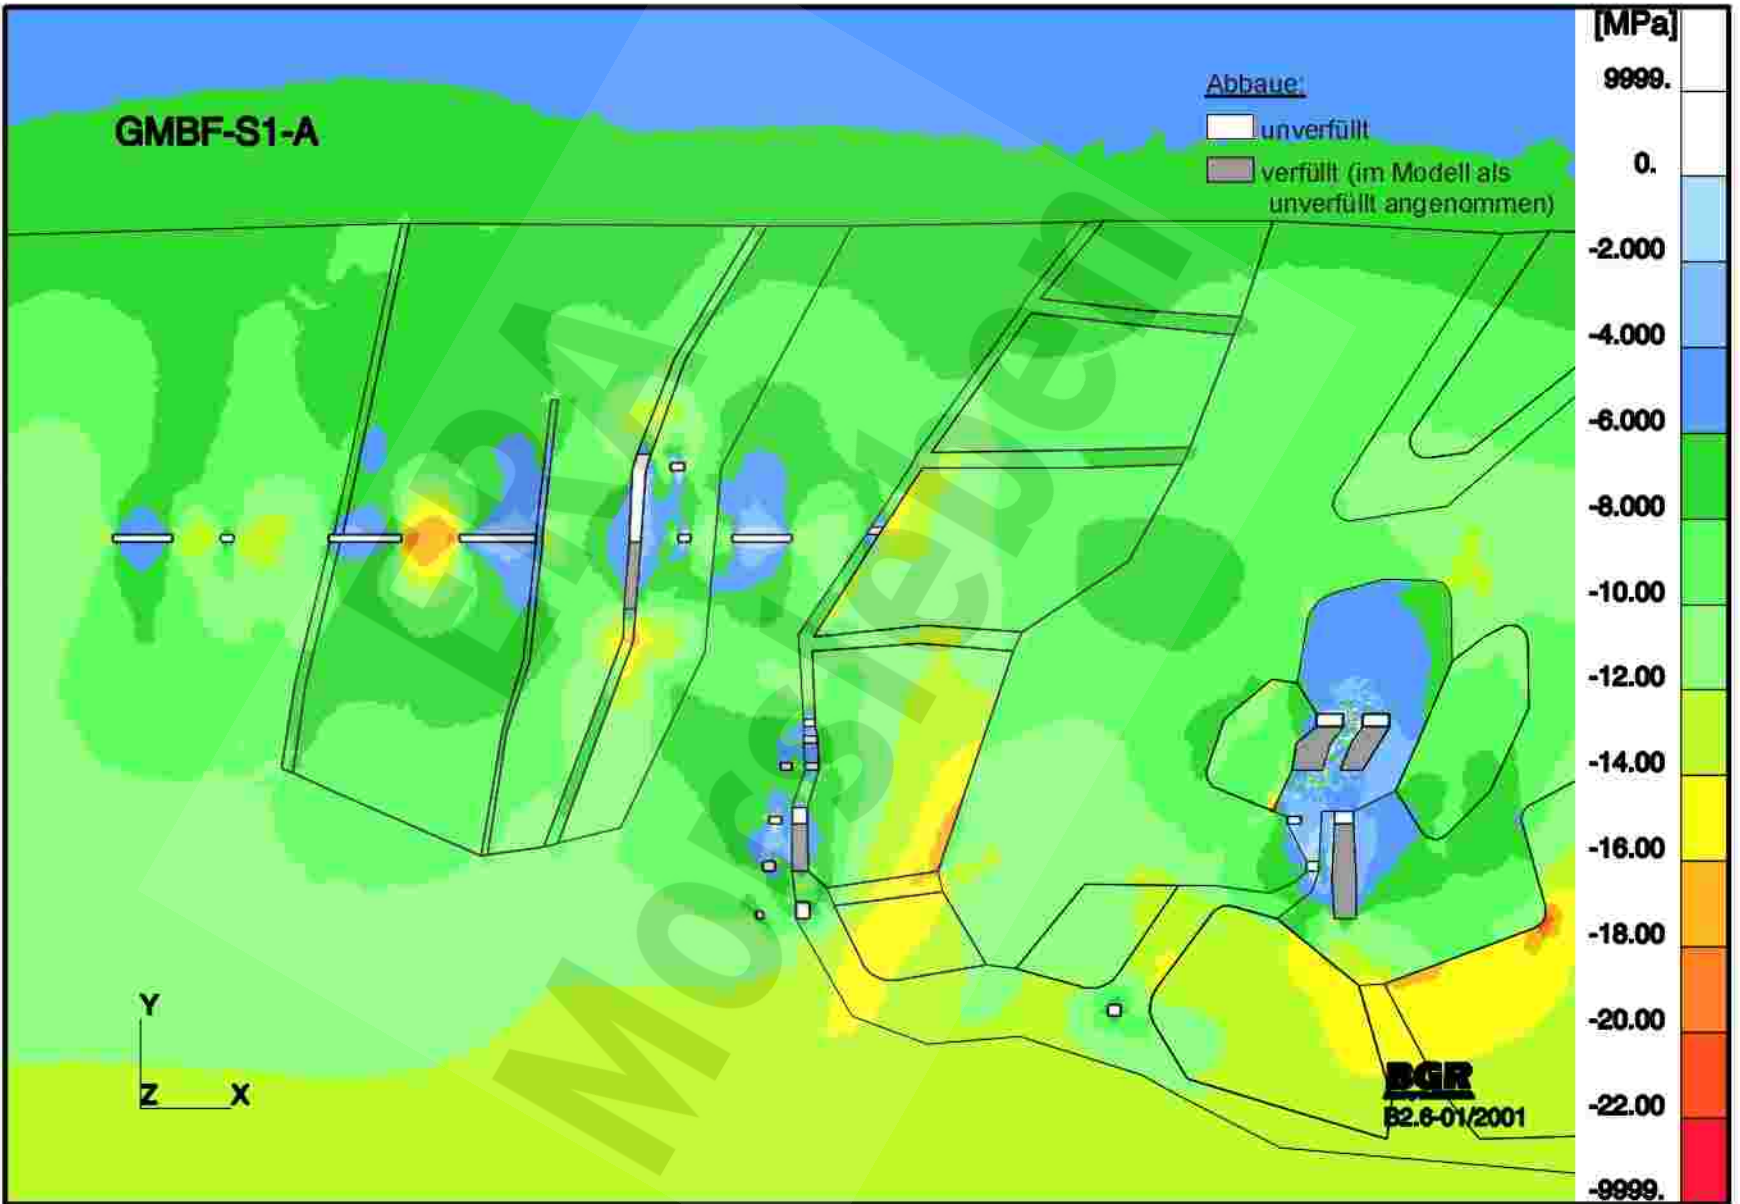 [MPa]
9999.
0.
-2.000
-4.000
-6.000
-8.000
-10.00
-12.00
-14.00
-16.00
-18.00
-20.00
-22.00
-9999.
GMBF-S1-A
Abbaue:
unverfüllt
verfüllt (im Modell als
unverfüllt angenommen)
ERA
Morsleben
Y
Z X
BGR
B2.6-01/2001